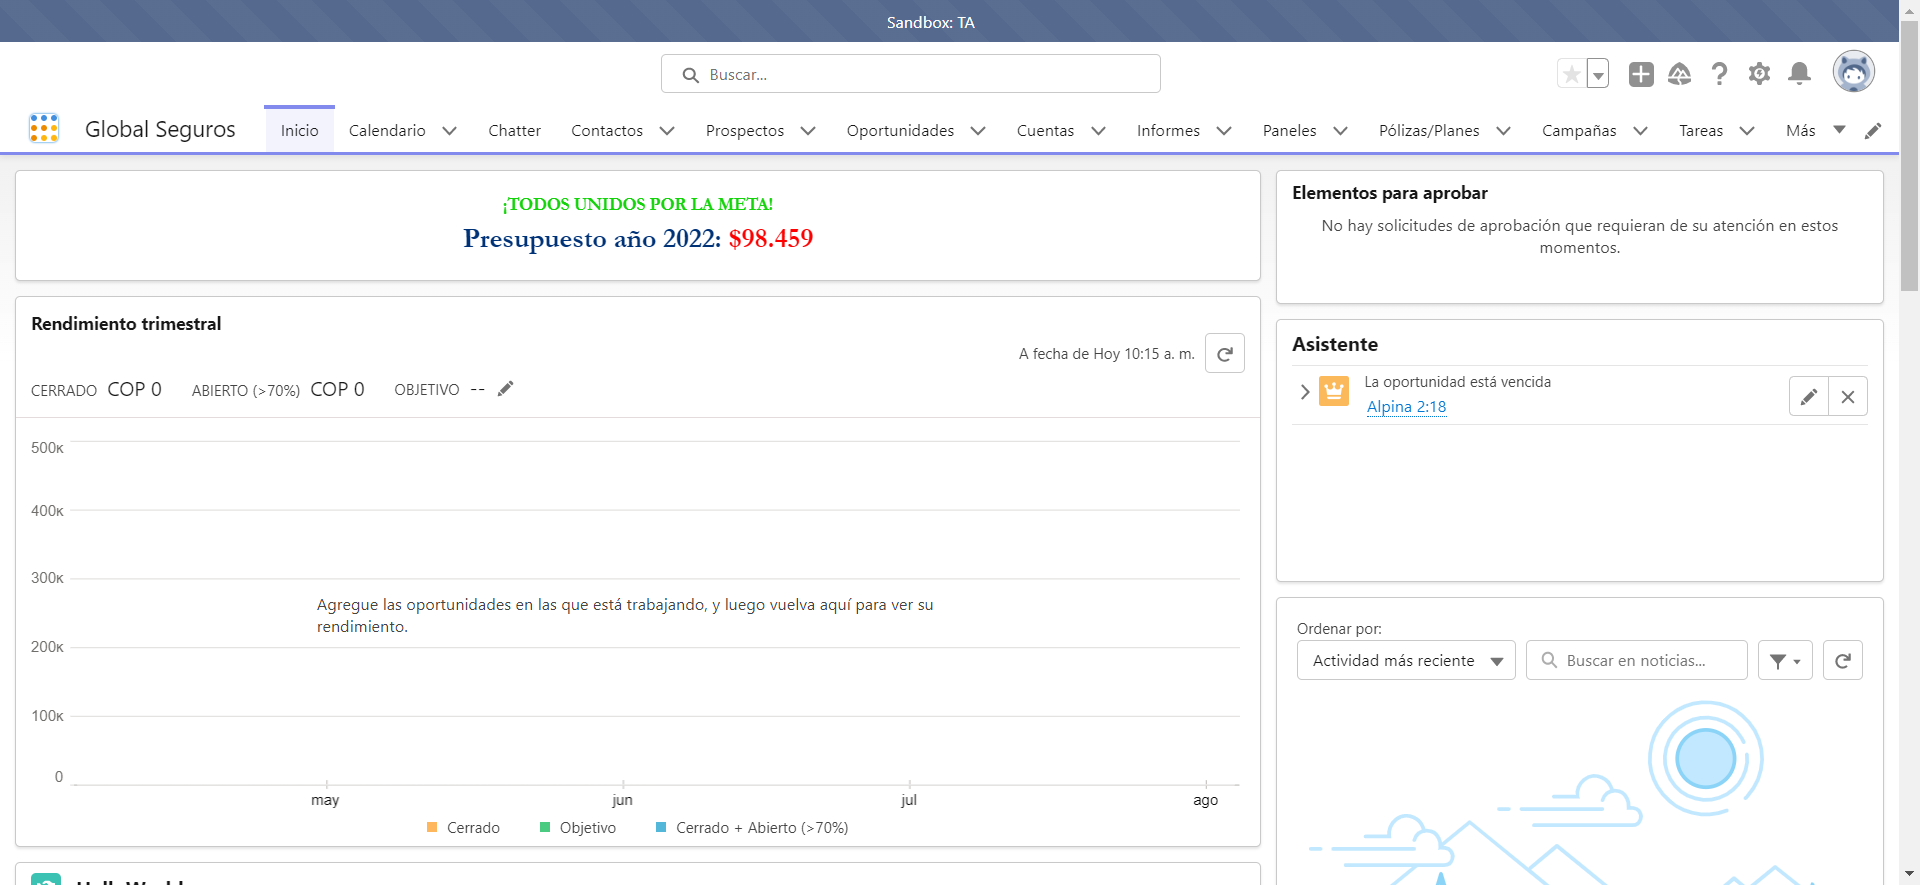 Sandbox: TA
Buscar...
Global Seguros
Inicio
Calendario
Chatter
Contactos
Prospectos
Oportunidades
Cuentas
Informes
Paneles
Pólizas/Planes
Campañas
Tareas
Más
¡TODOS UNIDOS POR LA META!
Presupuesto año 2022: $98.459
Rendimiento trimestral
A fecha de Hoy 10:15 a. m.
CERRADO COP 0 ABIERTO (>70%) COP 0 OBJETIVO --
500K
400K
300K
200K
100K
0
Agregue las oportunidades en las que está trabajando, y luego vuelva aquí para ver su
rendimiento.
may
jun
jul
ago
Cerrado
Objetivo
Cerrado + Abierto (>70%)
Elementos para aprobar
No hay solicitudes de aprobación que requieran de su atención en estos
momentos.
Asistente
La oportunidad está vencida
Alpina 2:18
Ordenar por:
Actividad más reciente
Buscar en noticias...